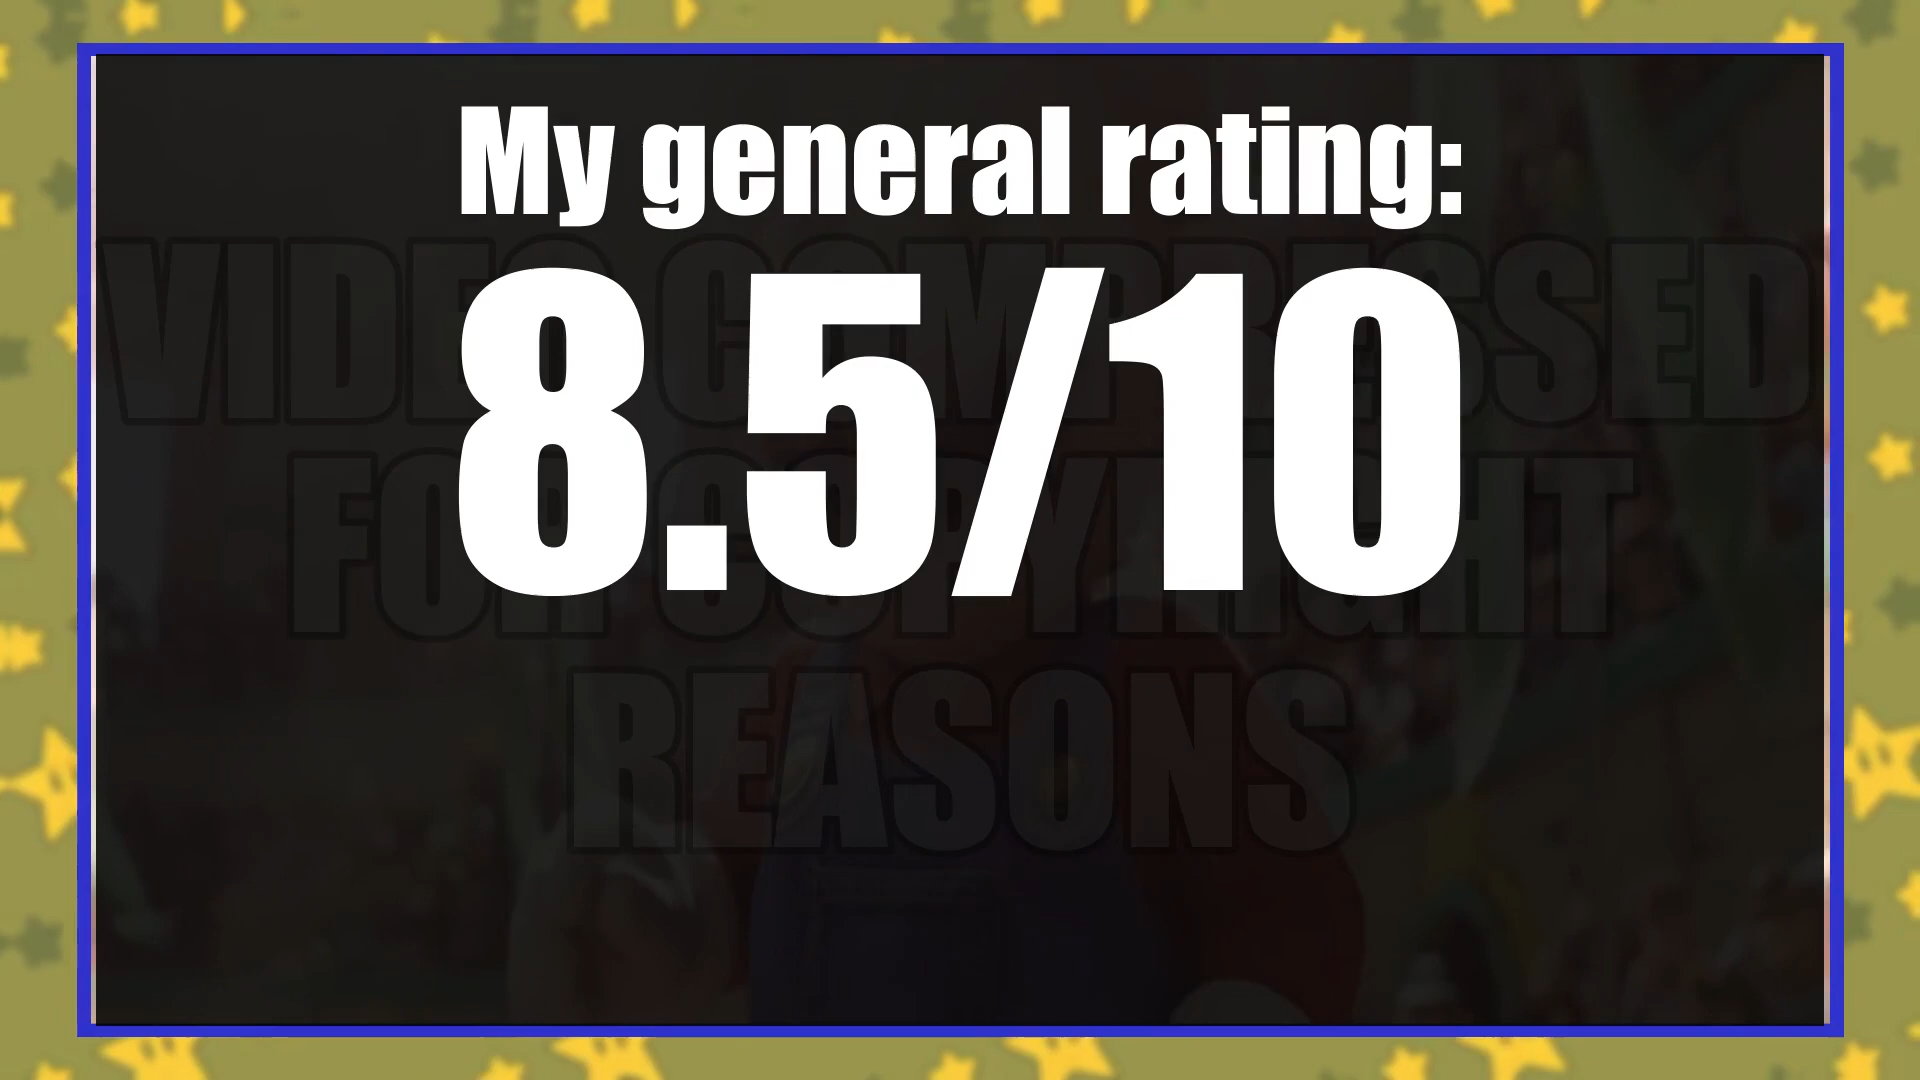 My general rating:
8.5/10
VIDEO COMPRESSED
FOR COPYRIGHT
REASONS